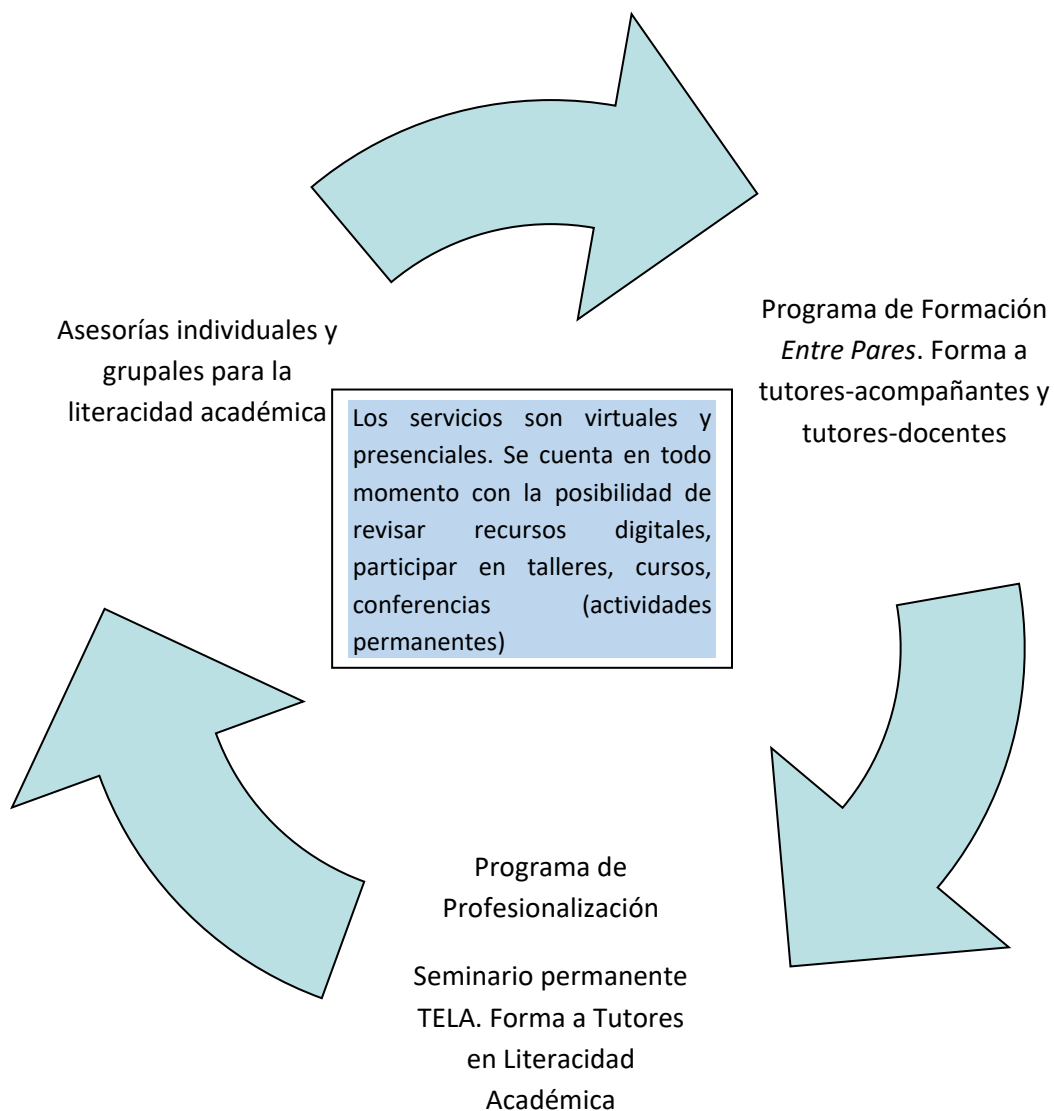 Asesorías individuales y
grupales para la
literacidad académica
Programa de Formación
Entre Pares. Forma a
tutores-acompañantes y
tutores-docentes
Los servicios son virtuales y
presenciales. Se cuenta en todo
momento con la posibilidad de
revisar recursos digitales,
participar en talleres, cursos,
conferencias (actividades
permanentes)
Programa de
Profesionalización
Seminario permanente
TELA. Forma a Tutores
en Literacidad
Académica